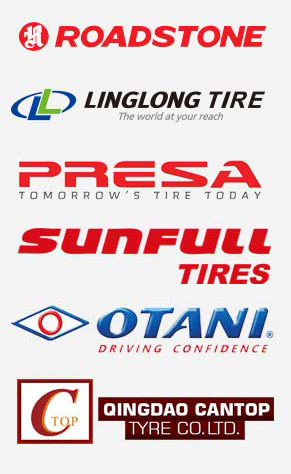 ROADSTONE
LINGLONG TIRE
The world at your reach
PRESA
TOMORROW'S TIRE TODAY
SUNFULL
TIRES
OTANI®
DRIVING CONFIDENCE
C TOP
QINGDAO CANTOP
TYRE CO.LTD.